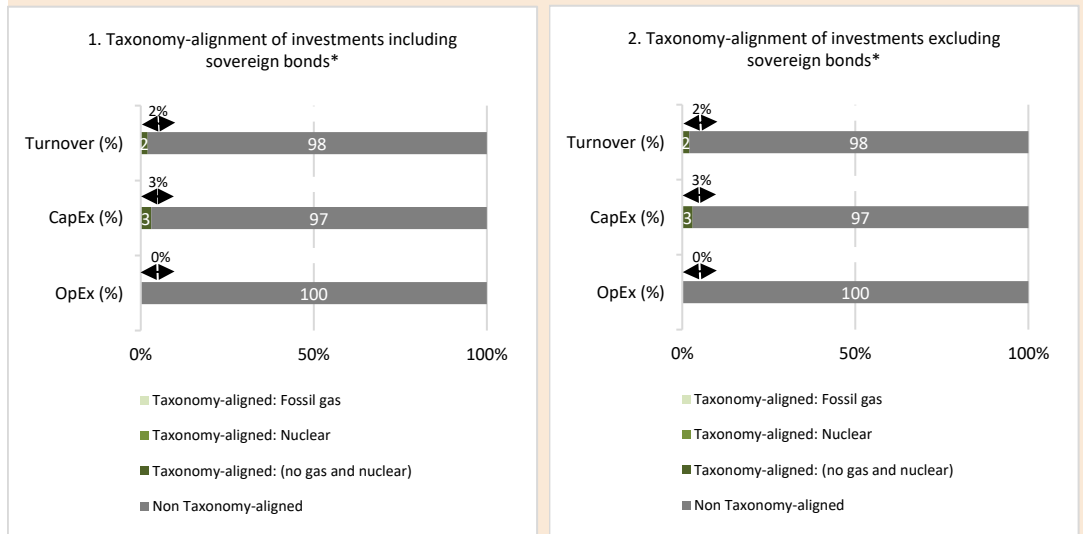 1. Taxonomy-alignment of investments including
sovereign bonds*
2%
Turnover (%)
2
98
3%
CapEx (%)
3
97
0%
OpEx (%)
100
0%
50%
100%
Taxonomy-aligned: Fossil gas
Taxonomy-aligned: Nuclear
Taxonomy-aligned: (no gas and nuclear)
Non Taxonomy-aligned
2. Taxonomy-alignment of investments excluding
sovereign bonds*
2%
Turnover (%)
2
98
3%
CapEx (%)
3
97
0%
OpEx (%)
100
0%
50%
100%
Taxonomy-aligned: Fossil gas
Taxonomy-aligned: Nuclear
Taxonomy-aligned: (no gas and nuclear)
Non Taxonomy-aligned